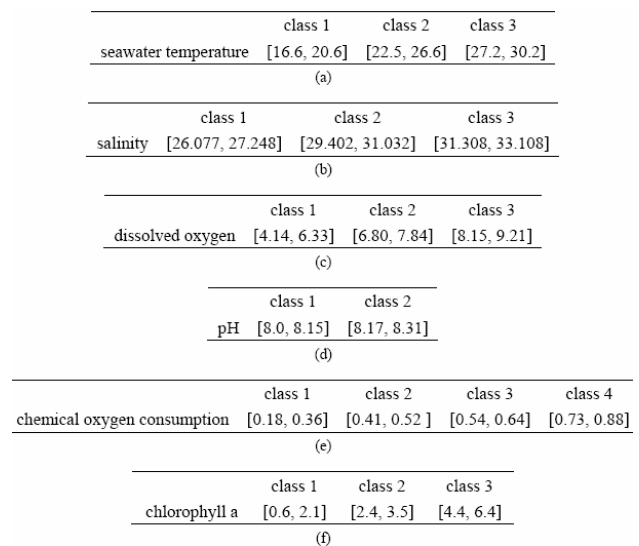 class 1 class 2 class 3
seawater temperature [16.6, 20.6] [22.5, 26.6] [27.2, 30.2]
(a)
class 1 class 2 class 3
salinity [26.077, 27.248] [29.402, 31.032] [31.308, 33.108]
(b)
class 1 class 2 class 3
dissolved oxygen [4.14, 6.33] [6.80, 7.84] [8.15, 9.21]
(c)
class 1 class 2
pH [8.0, 8.15] [8.17, 8.31]
(d)
class 1 class 2 class 3 class 4
chemical oxygen consumption [0.18, 0.36] [0.41, 0.52 ] [0.54, 0.64] [0.73, 0.88]
(e)
class 1 class 2 class 3
chlorophyll a [0.6, 2.1] [2.4, 3.5] [4.4, 6.4]
(f)